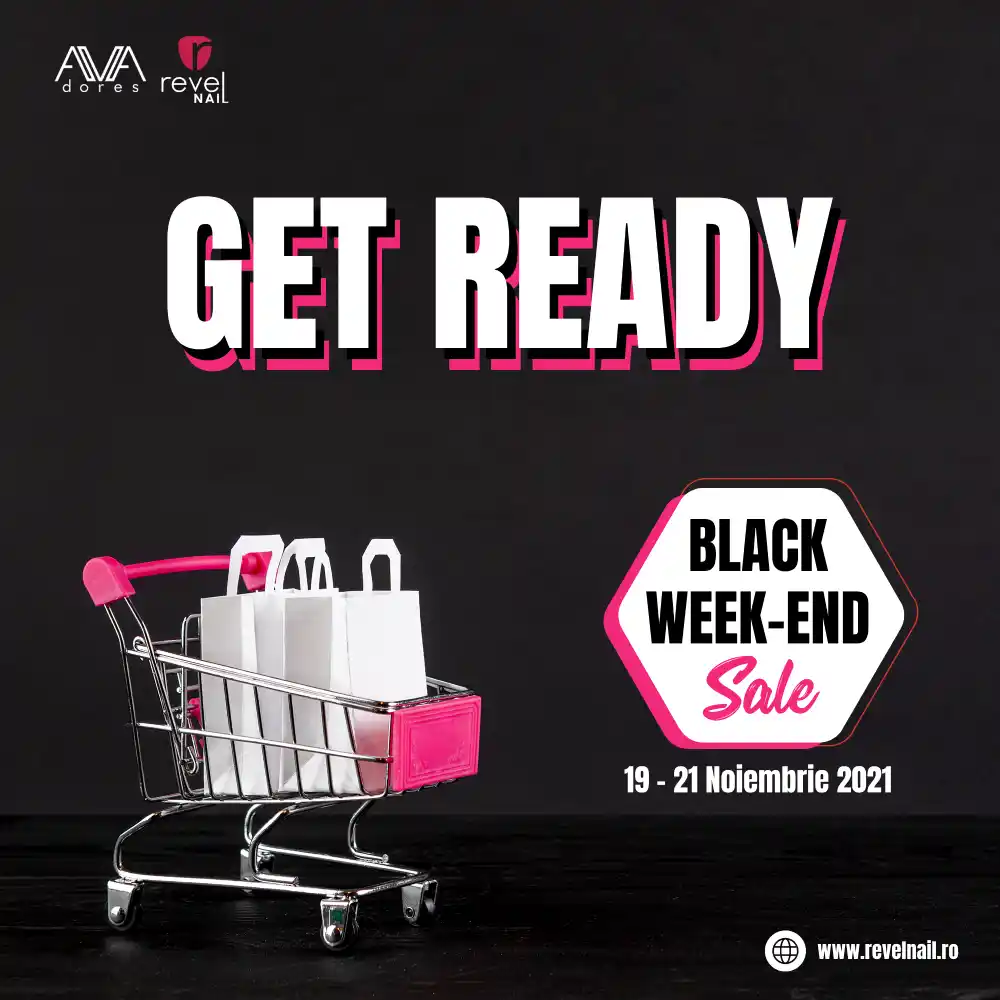 AVA
dores
r
revel
NAIL
GET READY
BLACK
WEEK-END
Sale
19 - 21 Noiembrie 2021
www.revelnail.ro